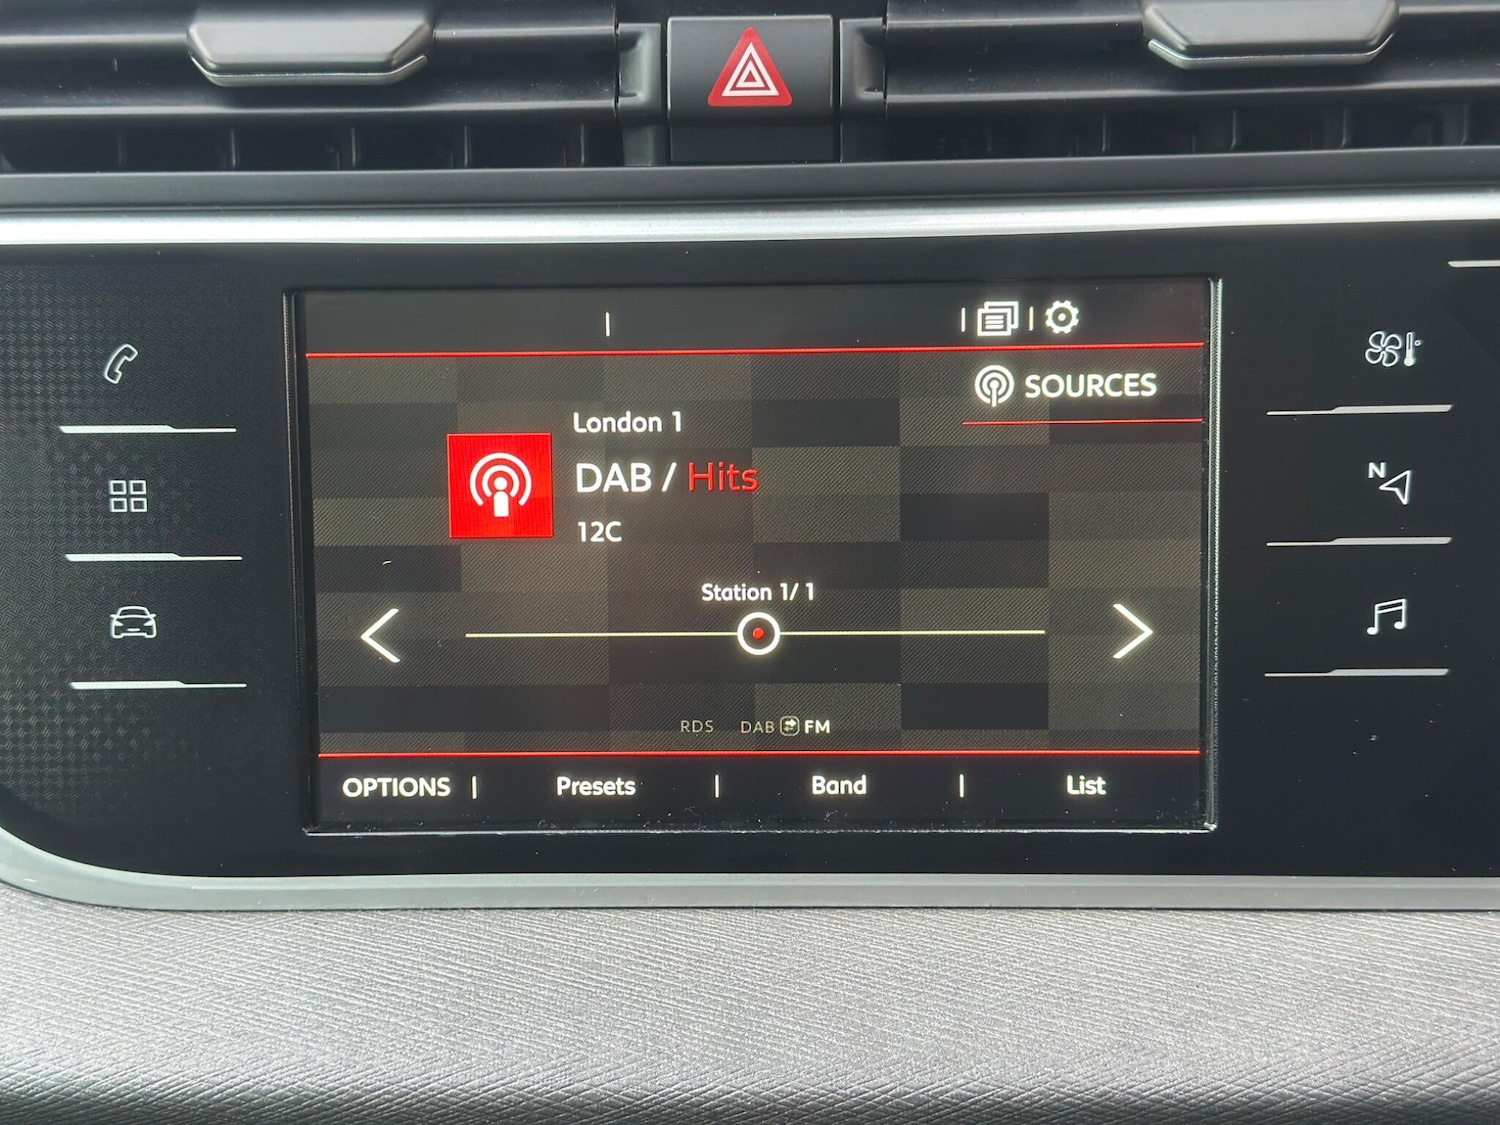 SOURCES
London 1
DAB / Hits
12C
N
Station 1/ 1
RDS DAB FM
OPTIONS | Presets | Band | List